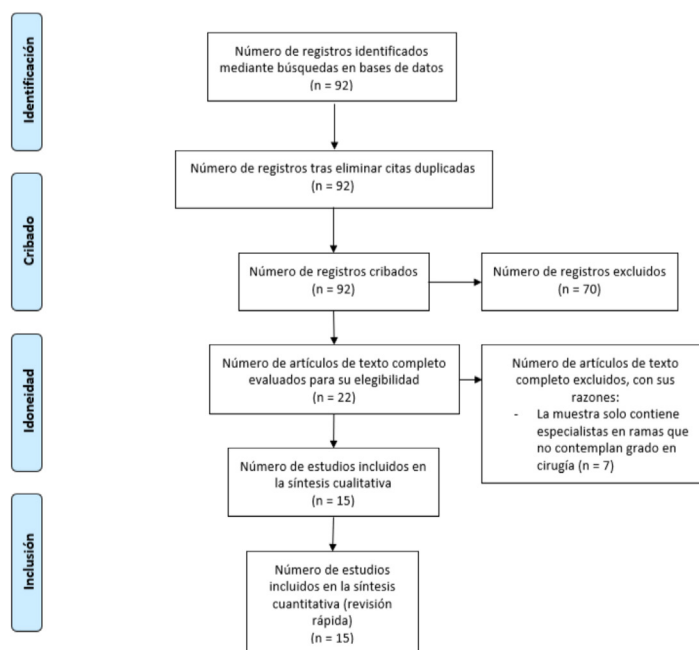 Identificación
Número de registros identificados
mediante búsquedas en bases de datos
(n = 92)
Número de registros tras eliminar citas duplicadas
(n = 92)
Cribado
Número de registros cribados
(n = 92)
Número de registros excluidos
(n = 70)
Idoneidad
Número de artículos de texto completo
evaluados para su elegibilidad
(n = 22)
Número de artículos de texto
completo excluidos, con sus
razones:
- La muestra solo contiene
especialistas en ramas que
no contemplan grado en
cirugía (n = 7)
Número de estudios incluidos en
la síntesis cualitativa
(n = 15)
Inclusión
Número de estudios
incluidos en la síntesis
cuantitativa (revisión
rápida)
(n = 15)